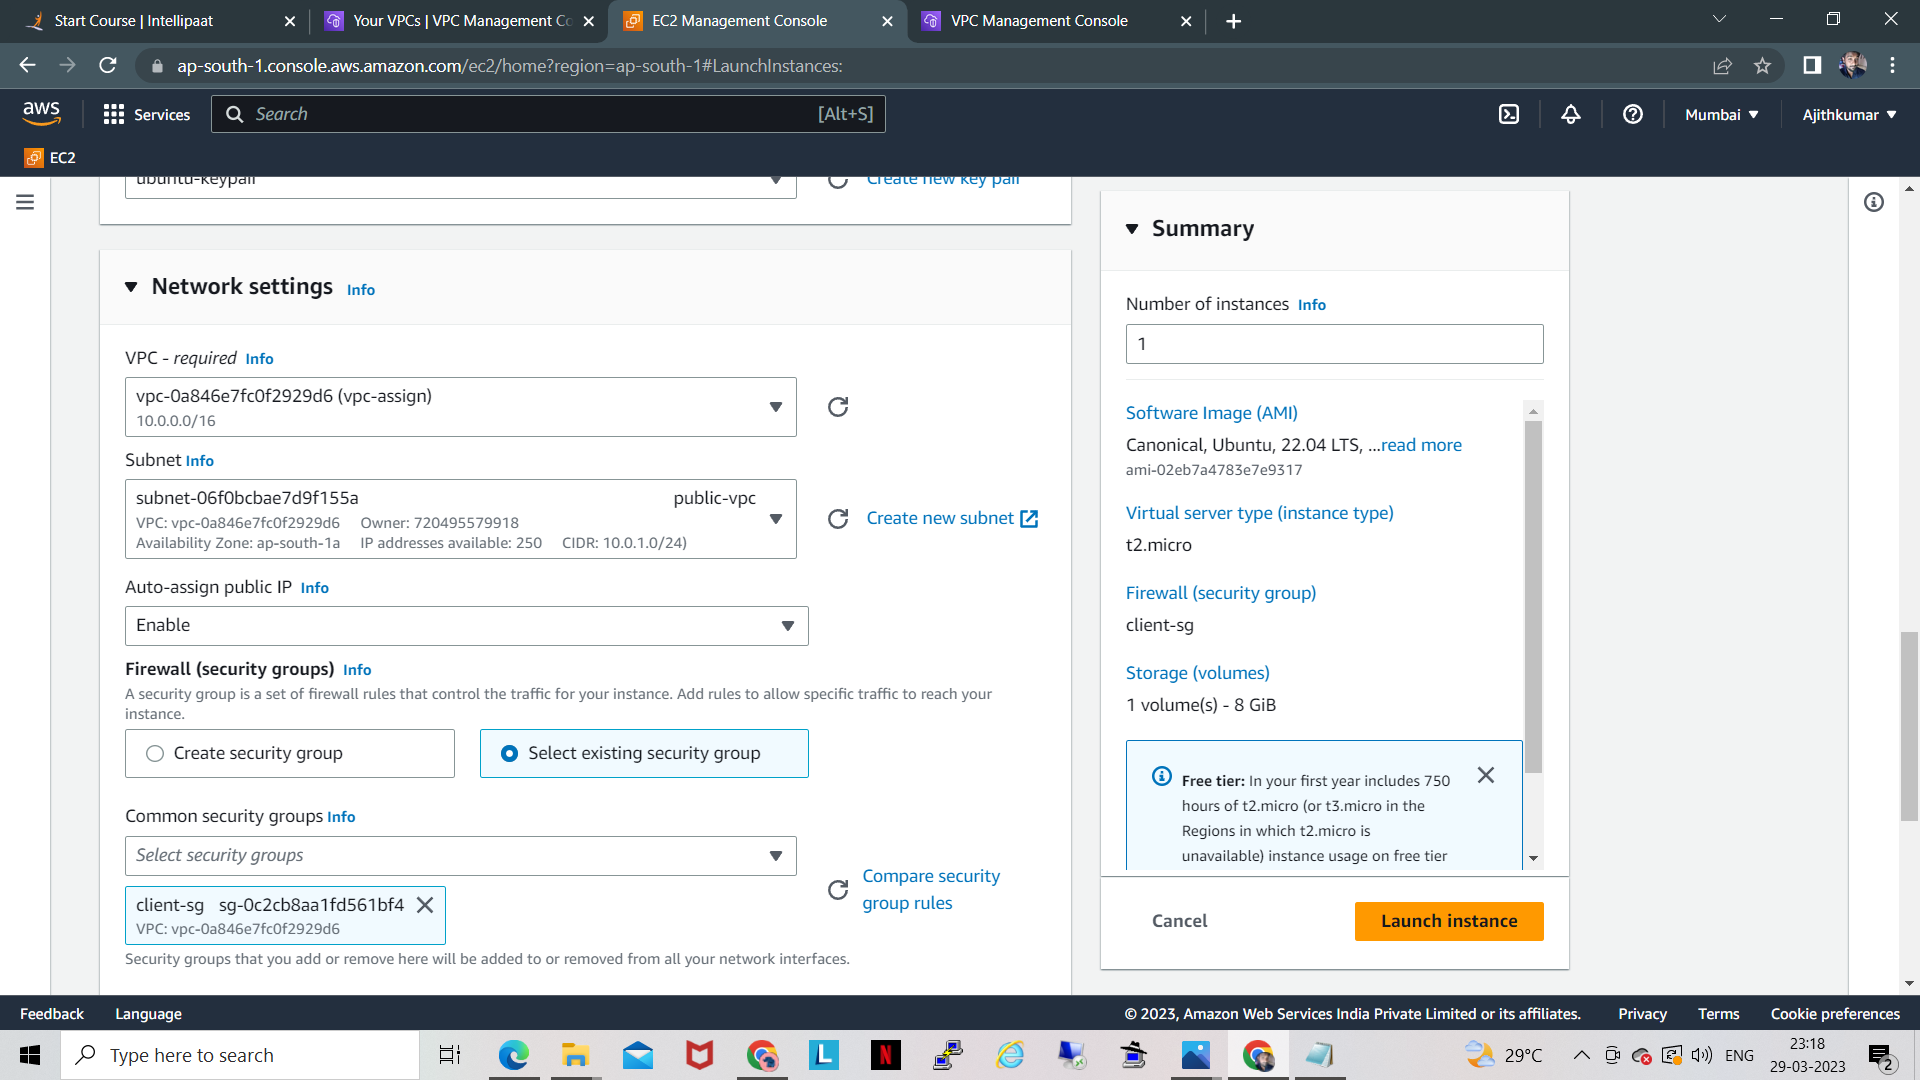 Start Course | Intellipaat
Your VPCs | VPC Management Co
EC2 Management Console
VPC Management Console
ap-south-1.console.aws.amazon.com/ec2/home?region=ap-south-1#LaunchInstances:
aws
Services
Search
[Alt+S]
Mumbai
Ajithkumar
EC2
ubuntu-keypair
Create new key pair
Network settings Info
VPC - required Info
vpc-0a846e7fc0f2929d6 (vpc-assign)
10.0.0.0/16
Subnet Info
subnet-06f0bcbae7d9f155a public-vpc
VPC: vpc-0a846e7fc0f2929d6 Owner: 720495579918
Availability Zone: ap-south-1a IP addresses available: 250 CIDR: 10.0.1.0/24)
Create new subnet
Auto-assign public IP Info
Enable
Firewall (security groups) Info
A security group is a set of firewall rules that control the traffic for your instance. Add rules to allow specific traffic to reach your
instance.
Create security group
Select existing security group
Common security groups Info
Select security groups
client-sg sg-0c2cb8aa1fd561bf4
VPC: vpc-0a846e7fc0f2929d6
Compare security
group rules
Security groups that you add or remove here will be added to or removed from all your network interfaces.
Summary
Number of instances Info
1
Software Image (AMI)
Canonical, Ubuntu, 22.04 LTS, ...read more
ami-02eb7a4783e7e9317
Virtual server type (instance type)
t2.micro
Firewall (security group)
client-sg
Storage (volumes)
1 volume(s) - 8 GiB
Free tier: In your first year includes 750
hours of t2.micro (or t3.micro in the
Regions in which t2.micro is
unavailable) instance usage on free tier
Cancel
Launch instance
Feedback
Language
© 2023, Amazon Web Services India Private Limited or its affiliates.
Privacy
Terms
Cookie preferences
Type here to search
L
N
29°C
ENG
23:18
29-03-2023
2